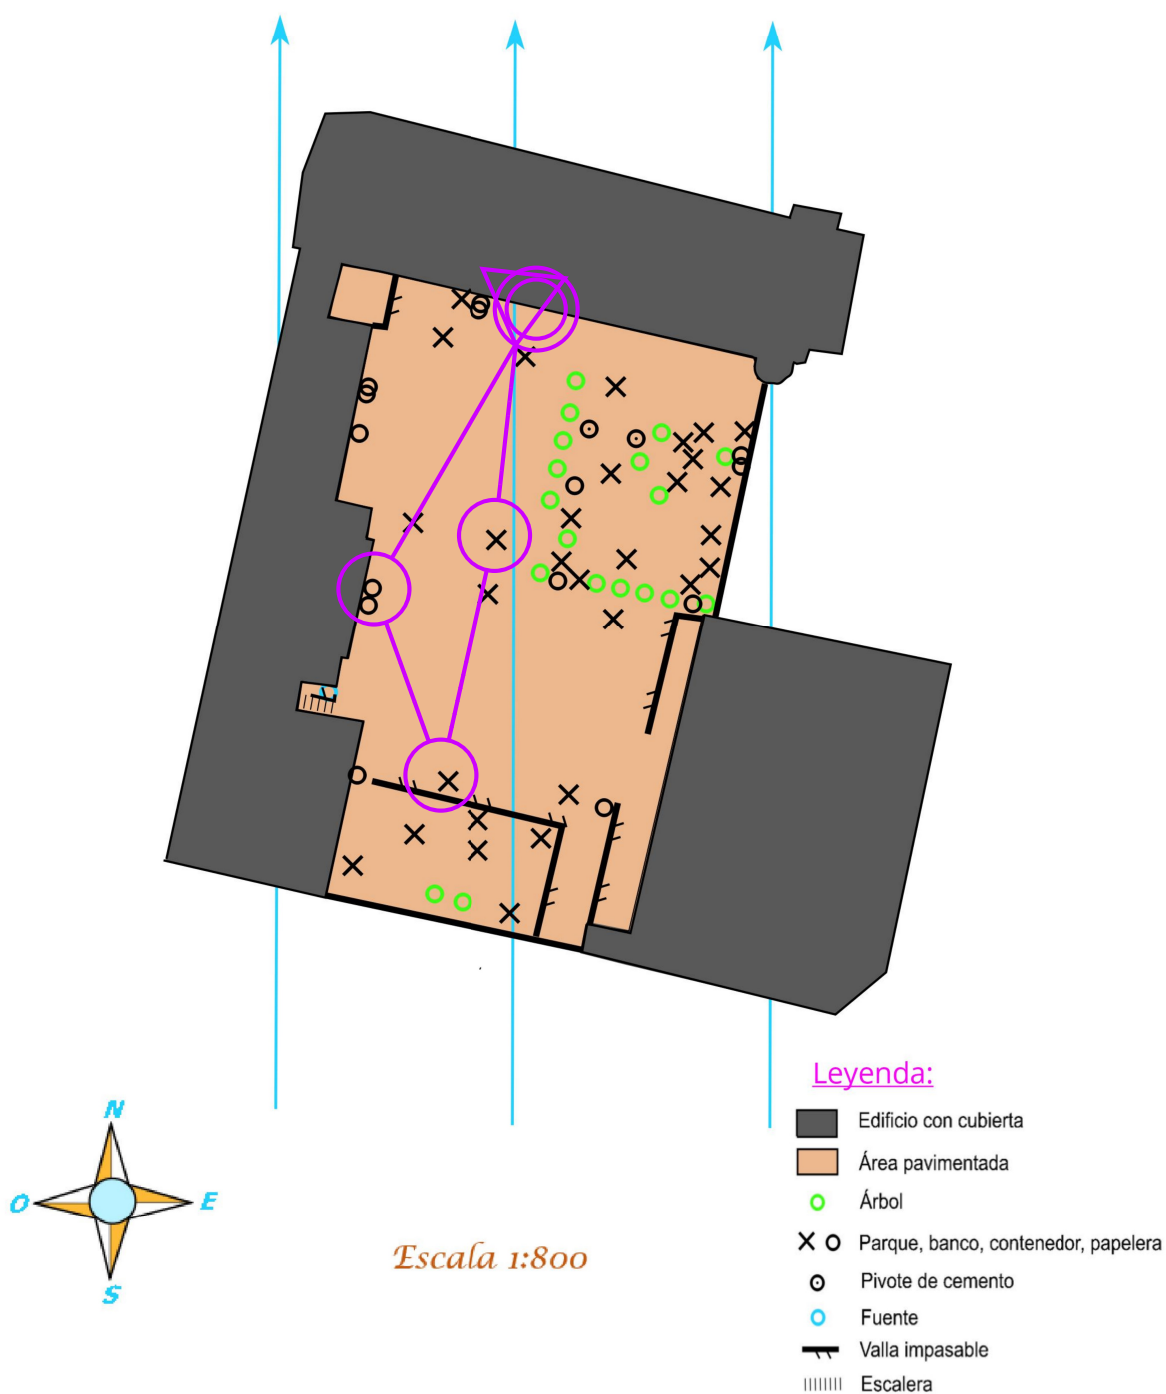 Leyenda:
Edificio con cubierta
Área pavimentada
Árbol
Parque, banco, contenedor, papelera
Pivote de cemento
Fuente
Valla impasable
Escalera
N
O E
S
Escala 1:800